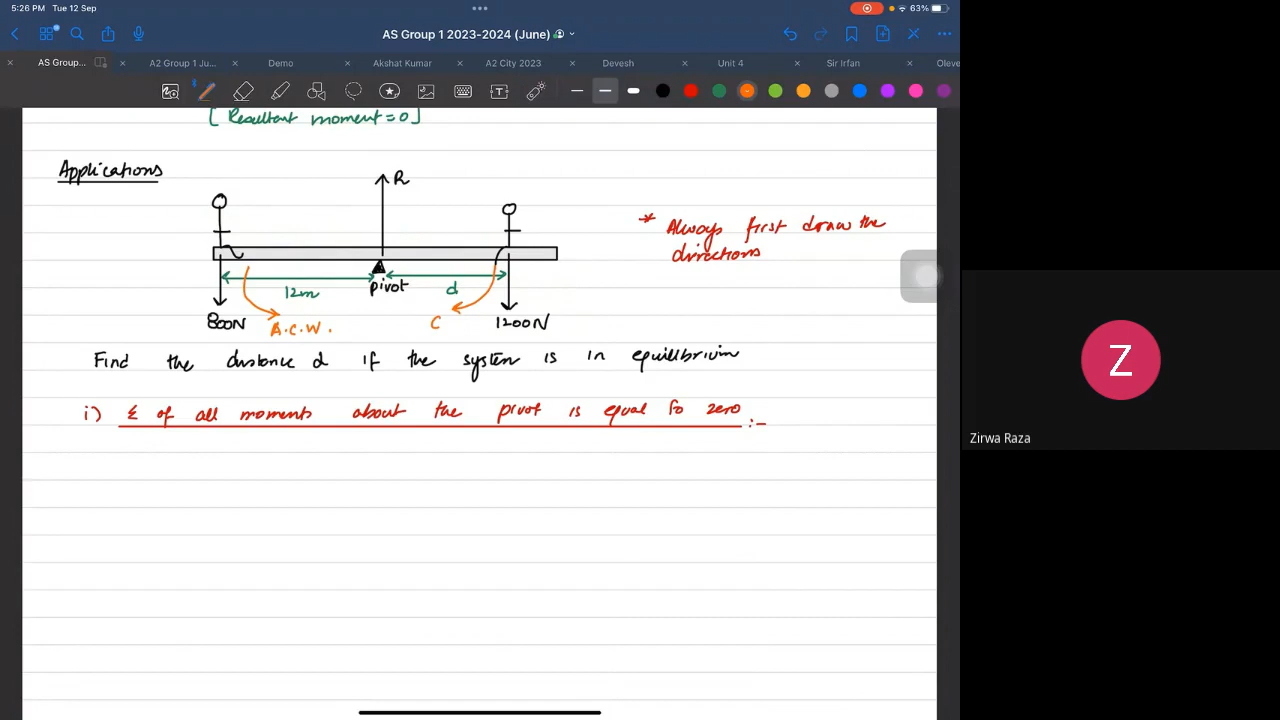 5:26 PM Tue 12 Sep
63%
AS Group 1 2023-2024 (June)
AS Group...
A2 Group 1 Ju...
Demo
Akshat Kumar
A2 City 2023
Devesh
Unit 4
Sir Irfan
Oleve
[ Resultant moment = 0 ]
Applications
R
* Always first draw the
directions
12m
pivot
d
800N
A.C.W.
C
1200N
Find the distance d if the system is in equilibrium
i) Σ of all moments about the pivot is equal to zero :-
Z
Zirwa Raza